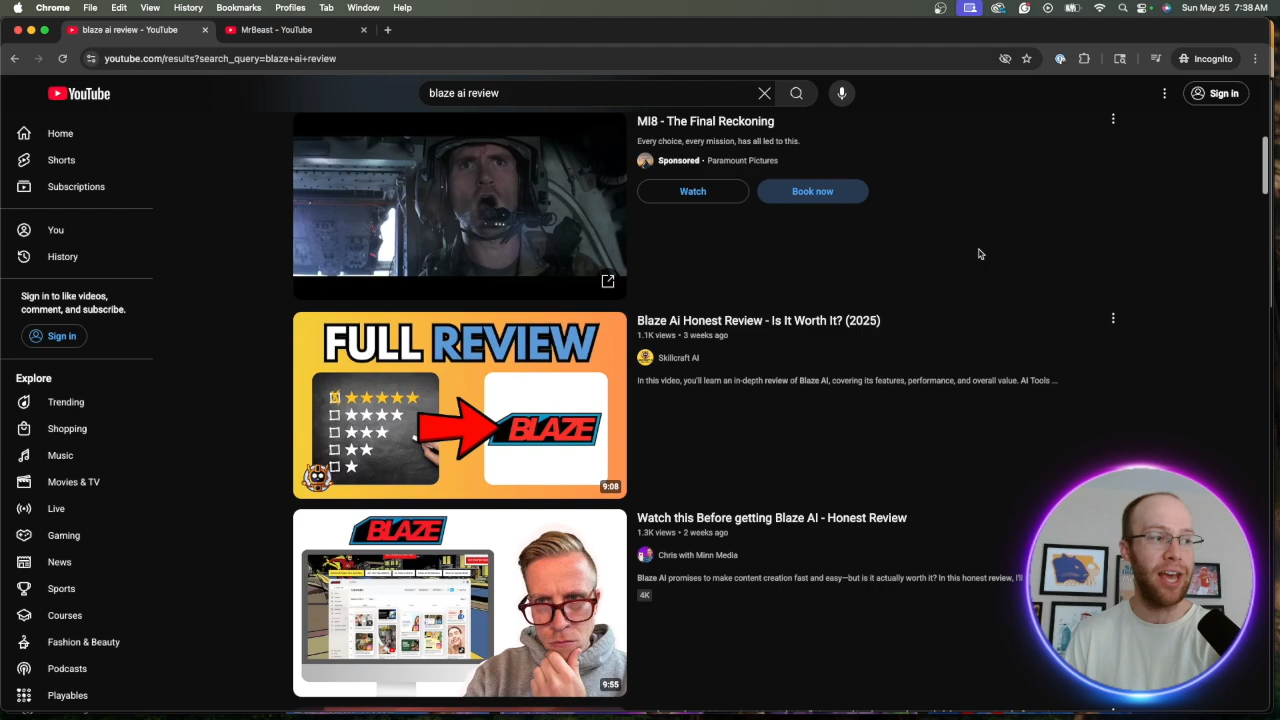 Chrome File Edit View History Bookmarks Profiles Tab Window Help Sun May 25 7:38 AM
blaze ai review - YouTube MrBeast - YouTube
youtube.com/results?search_query=blaze+ai+review Incognito
YouTube blaze ai review Sign in
Home
Shorts
Subscriptions
You
History
Sign in to like videos,
comment, and subscribe.
Sign in
Explore
Trending
Shopping
Music
Movies & TV
Live
Gaming
News
Sports
Courses
Fashion & Beauty
Podcasts
Playables
MI8 - The Final Reckoning
Every choice, every mission, has all led to this.
Sponsored • Paramount Pictures
Watch Book now
FULL REVIEW
BLAZE
9:08
Blaze Ai Honest Review - Is It Worth It? (2025)
1.1K views • 3 weeks ago
Skillcraft AI
In this video, you'll learn an in-depth review of Blaze AI, covering its features, performance, and overall value. AI Tools ...
BLAZE
9:55
Watch this Before getting Blaze AI - Honest Review
1.3K views • 2 weeks ago
Chris with Minn Media
Blaze AI promises to make content creation fast and easy—but is it actually worth it? In this honest review, I'll
4K